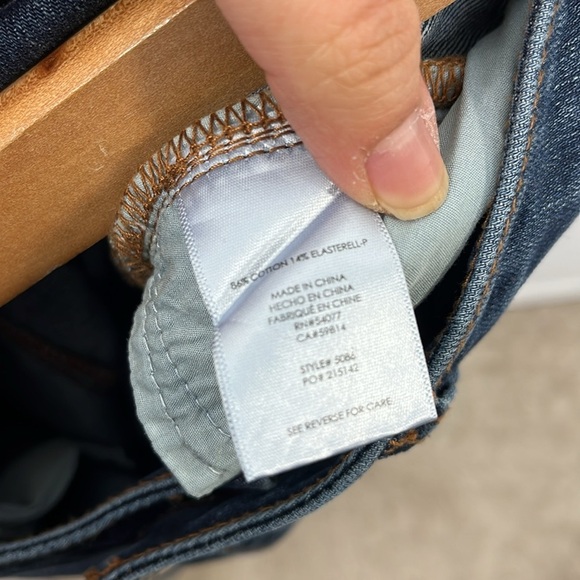 86% COTTON 14% ELASTERELL-P
MADE IN CHINA
HECHO EN CHINA
FABRIQUÉ EN CHINE
RN#54077
CA#59814
STYLE# 5086
PO# 215142
SEE REVERSE FOR CARE